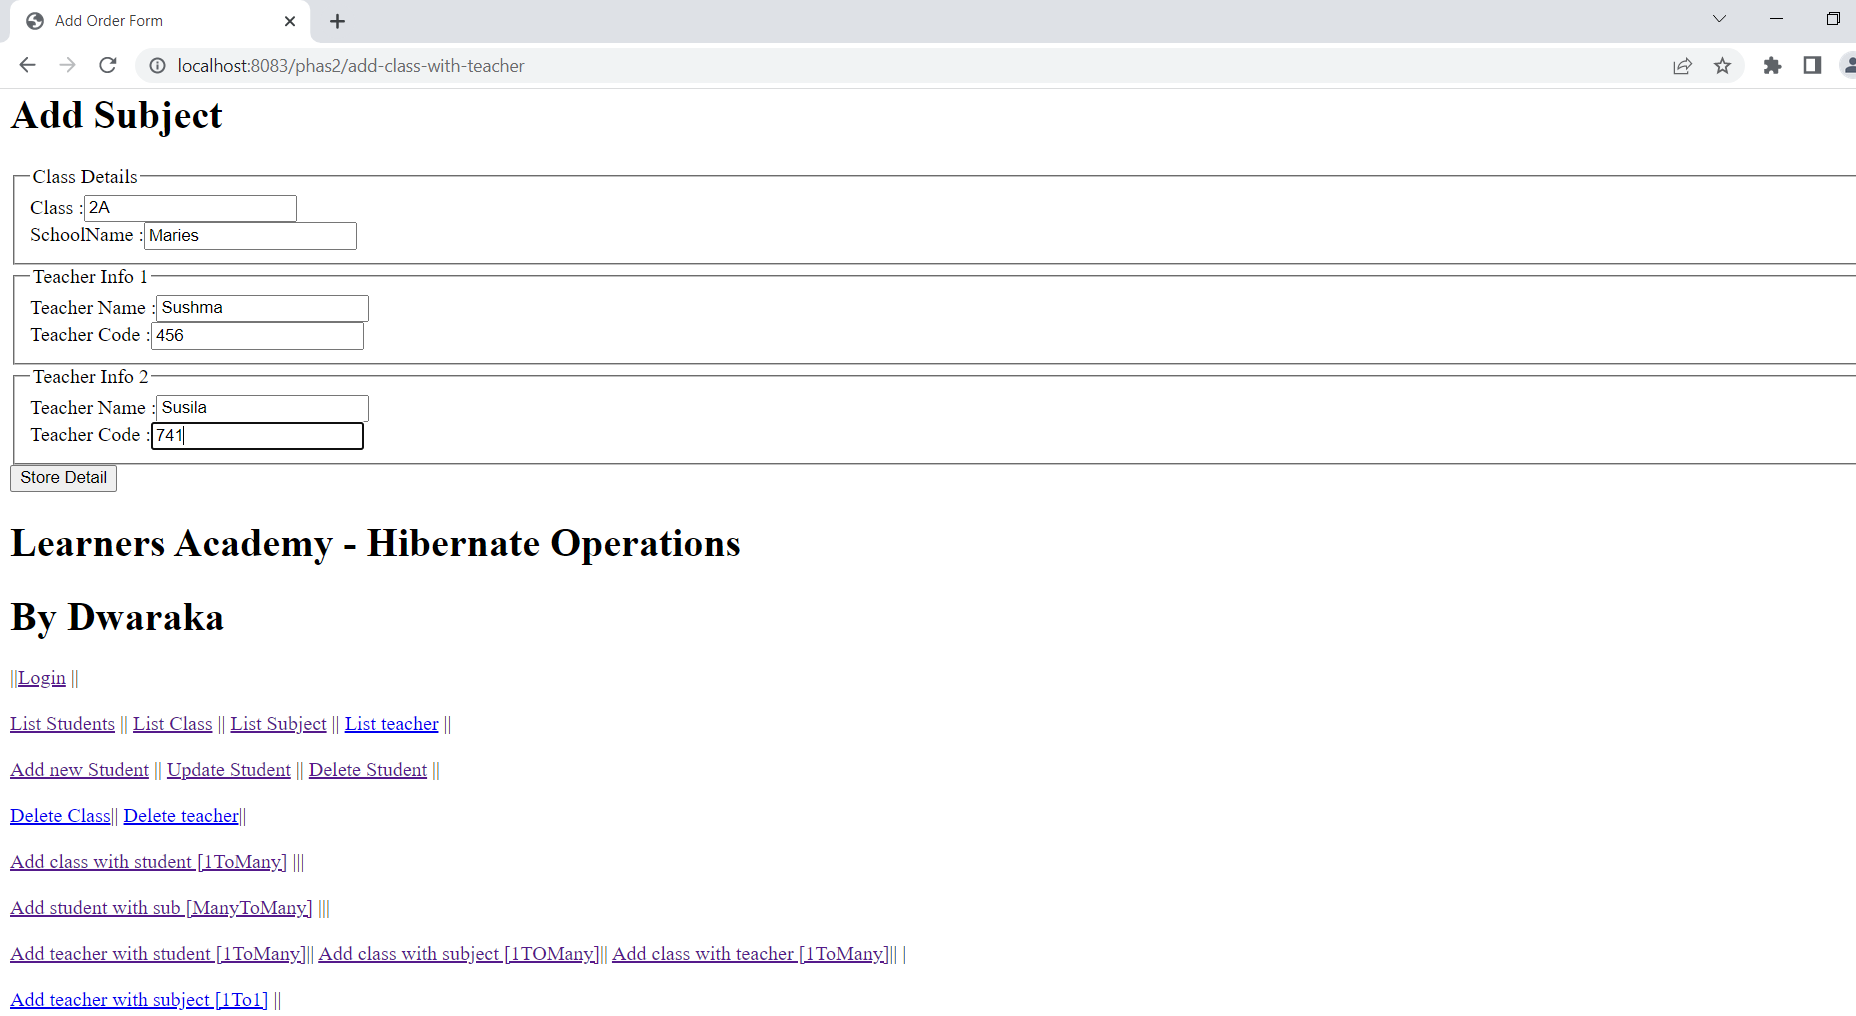 Add Order Form
localhost:8083/phas2/add-class-with-teacher
Add Subject
Class Details
Class :2A
SchoolName :Maries
Teacher Info 1
Teacher Name :Sushma
Teacher Code :456
Teacher Info 2
Teacher Name :Susila
Teacher Code :741
Store Detail
Learners Academy - Hibernate Operations
By Dwaraka
||Login ||
List Students || List Class || List Subject || List teacher ||
Add new Student || Update Student || Delete Student ||
Delete Class|| Delete teacher||
Add class with student [1ToMany] |||
Add student with sub [ManyToMany] |||
Add teacher with student [1ToMany]|| Add class with subject [1TOMany]|| Add class with teacher [1ToMany]|| |
Add teacher with subject [1To1] ||